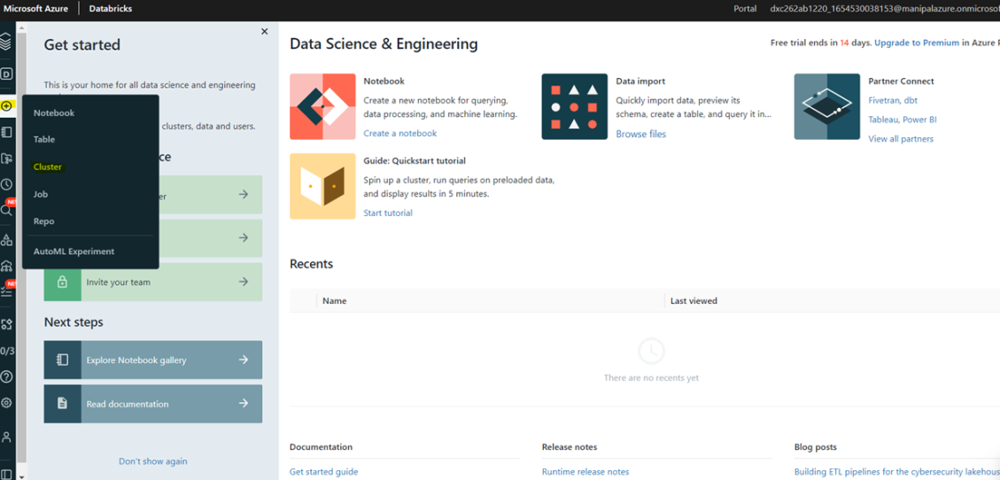 Microsoft Azure
Databricks
Portal
dxc262ab1220_1654530038153@manipalazure.onmicrosof
Get started
This is your home for all data science and engineering
clusters, data and users.
Notebook
Table
Cluster
Job
Repo
AutoML Experiment
Invite your team
Next steps
Explore Notebook gallery
Read documentation
Don't show again
D
NE
NE
0/3
Data Science & Engineering
Free trial ends in 14 days. Upgrade to Premium in Azure
Notebook
Create a new notebook for querying,
data processing, and machine learning.
Create a notebook
Data import
Quickly import data, preview its
schema, create a table, and query it in...
Browse files
Partner Connect
Fivetran, dbt
Tableau, Power BI
View all partners
Guide: Quickstart tutorial
Spin up a cluster, run queries on preloaded data,
and display results in 5 minutes.
Start tutorial
Recents
Name
Last viewed
There are no recents yet
Documentation
Get started guide
Release notes
Runtime release notes
Blog posts
Building ETL pipelines for the cybersecurity lakehous